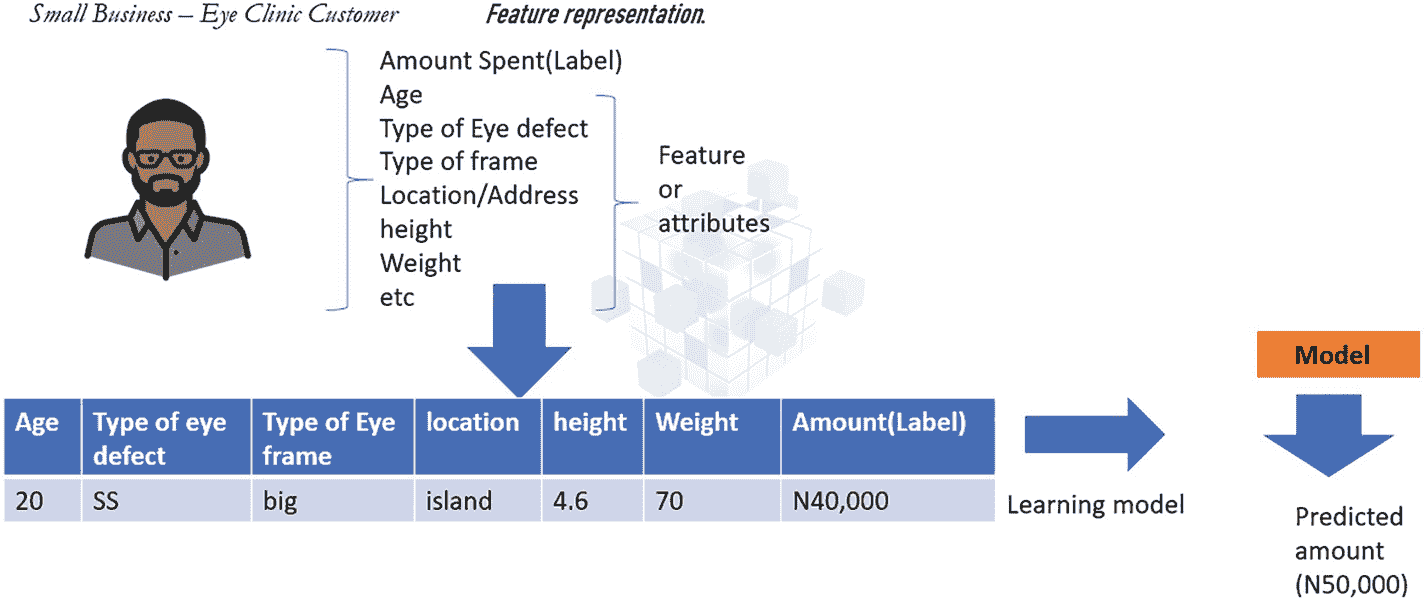 Small Business – Eye Clinic Customer
Feature representation.
Amount Spent(Label)
Age
Type of Eye defect
Type of frame
Location/Address
height
Weight
etc
Feature
or
attributes
Model
Age Type of eye defect Type of Eye frame location height Weight Amount(Label)
20 SS big island 4.6 70 N40,000
Learning model
Predicted
amount
(N50,000)